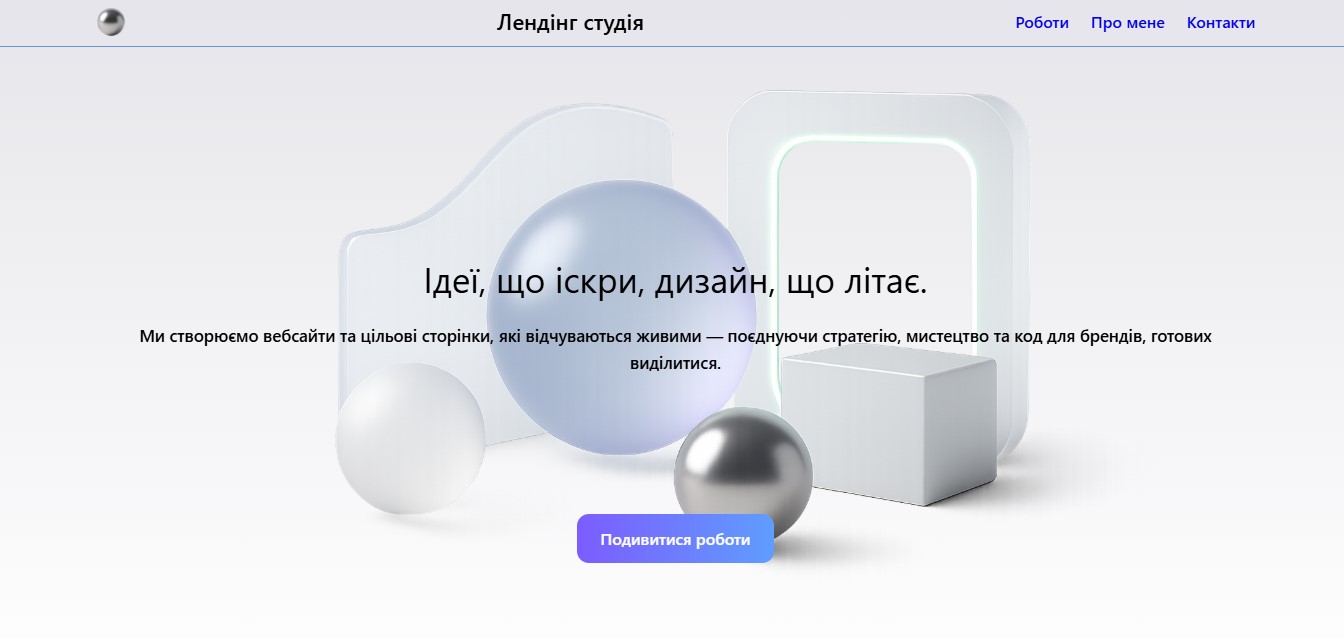 Лендінг студія
Роботи Про мене Контакти
Ідеї, що іскри, дизайн, що літає.
Ми створюємо вебсайти та цільові сторінки, які відчуваються живими — поєднуючи стратегію, мистецтво та код для брендів, готових
виділитися.
Подивитися роботи